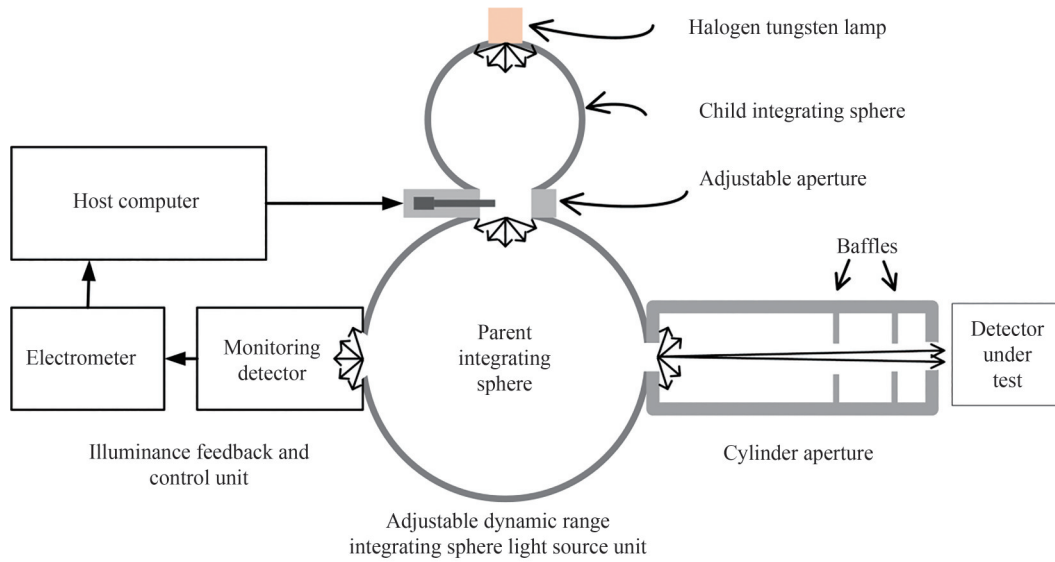 Halogen tungsten lamp
Child integrating sphere
Adjustable aperture
Host computer
Baffles
Electrometer
Monitoring
detector
Parent
integrating
sphere
Detector
under
test
Illuminance feedback and
control unit
Cylinder aperture
Adjustable dynamic range
integrating sphere light source unit